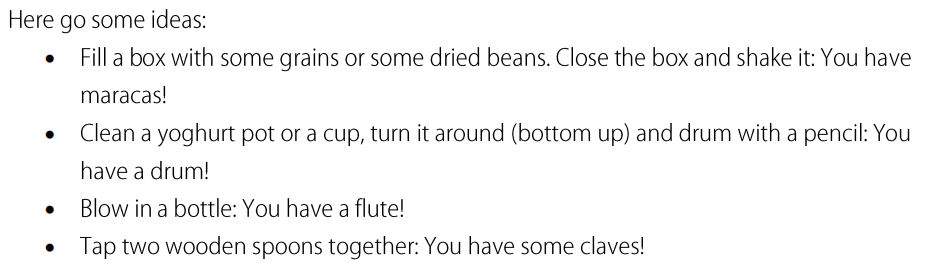 Here go some ideas:
• Fill a box with some grains or some dried beans. Close the box and shake it: You have
maracas!
• Clean a yoghurt pot or a cup, turn it around (bottom up) and drum with a pencil: You
have a drum!
• Blow in a bottle: You have a flute!
• Tap two wooden spoons together: You have some claves!